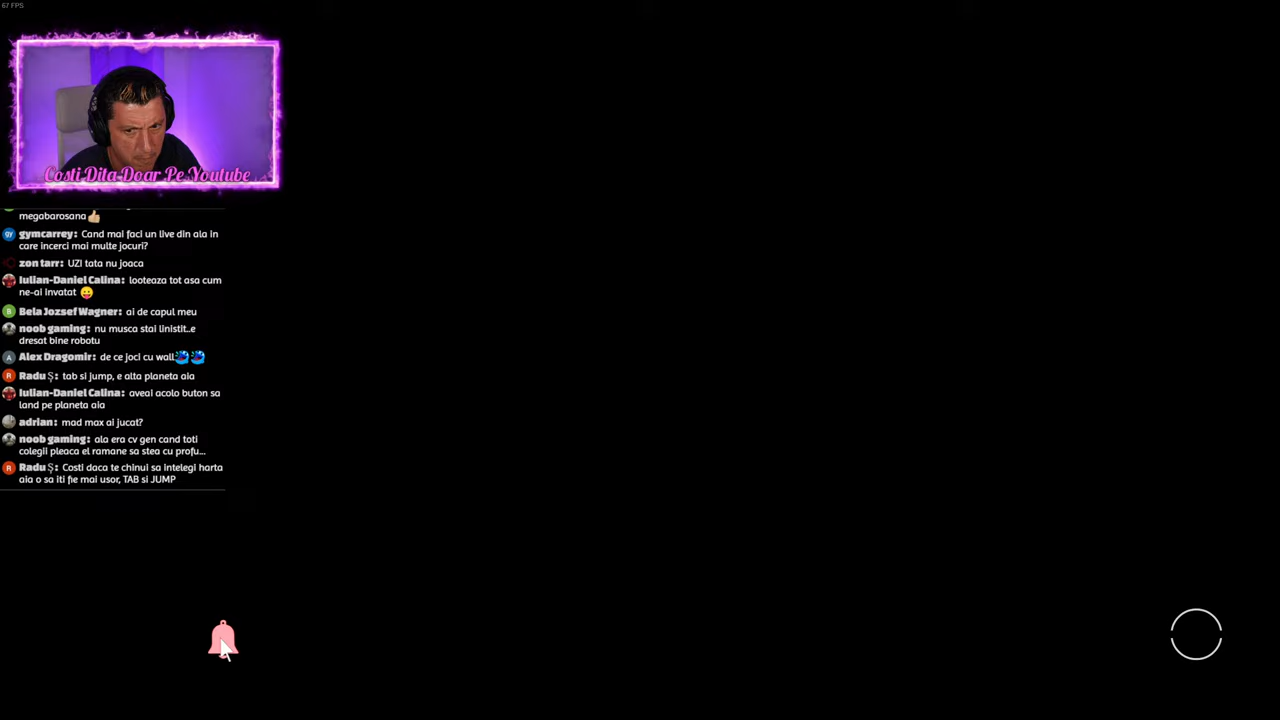 67 FPS
Costi Dita Doar Pe Youtube
megabarosana👍
gy gymcarrey: Cand mai faci un live din ala in
care incerci mai multe jocuri?
zon tarr: UZI tata nu joaca
Iulian-Daniel Calina: looteaza tot asa cum
ne-ai invatat 😛
B Bela Jozsef Wagner: ai de capul meu
noob gaming: nu musca stai linistit..e
dresat bine robotu
A Alex Dragomir: de ce joci cu wall
R Radu Ș: tab si jump, e alta planeta aia
Iulian-Daniel Calina: aveai acolo buton sa
land pe planeta aia
adrian: mad max ai jucat?
noob gaming: ala era cv gen cand toti
colegii pleaca el ramane sa stea cu profu...
R Radu Ș: Costi daca te chinui sa intelegi harta
aia o sa iti fie mai usor, TAB si JUMP